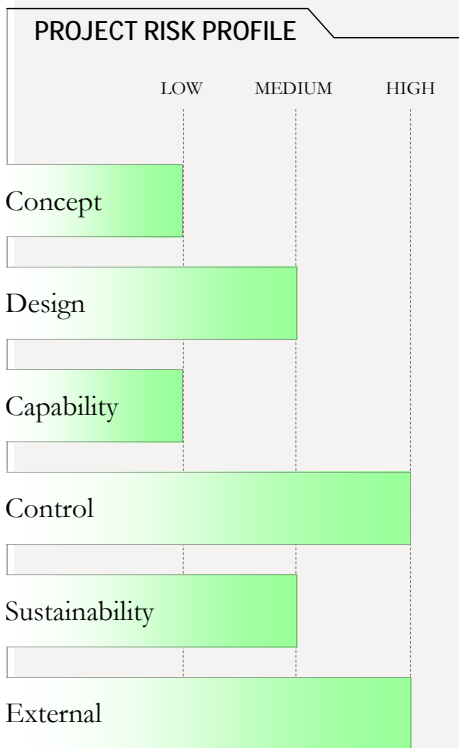 PROJECT RISK PROFILE
LOW MEDIUM HIGH
Concept
Design
Capability
Control
Sustainability
External